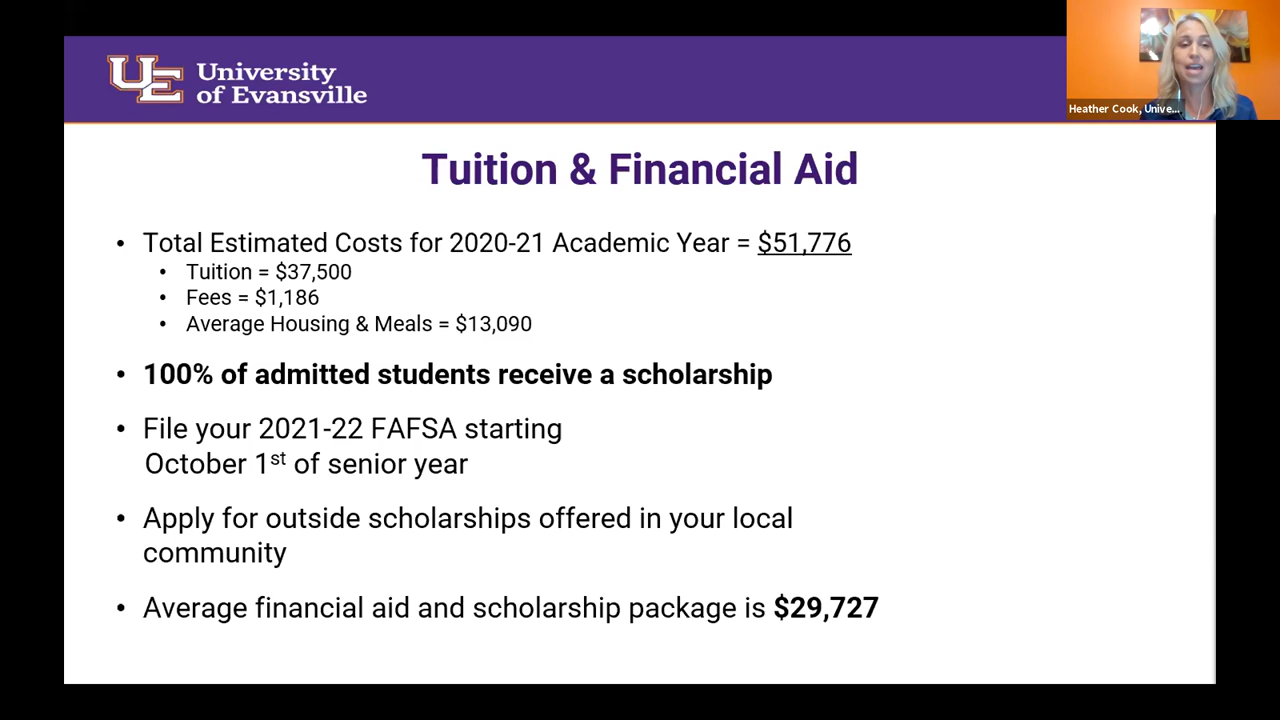 UE University
of Evansville
Heather Cook, Unive...
Tuition & Financial Aid
• Total Estimated Costs for 2020-21 Academic Year = $51,776
• Tuition = $37,500
• Fees = $1,186
• Average Housing & Meals = $13,090
• 100% of admitted students receive a scholarship
• File your 2021-22 FAFSA starting
October 1st of senior year
• Apply for outside scholarships offered in your local
community
• Average financial aid and scholarship package is $29,727